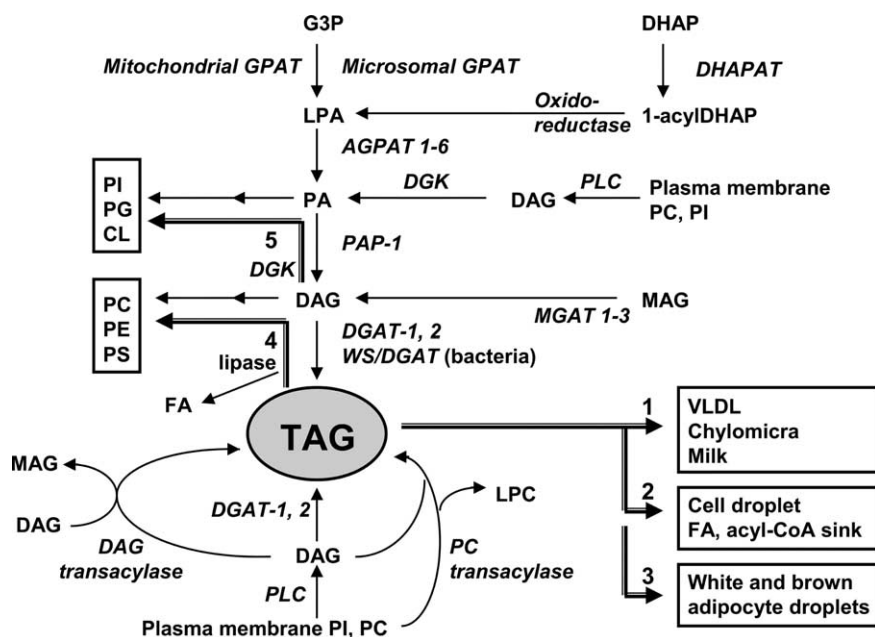 G3P
DHAP
Mitochondrial GPAT
Microsomal GPAT
DHAPAT
LPA
Oxido-
reductase
1-acylDHAP
AGPAT 1-6
PI
PG
CL
PA
DGK
DAG
PLC
Plasma membrane
PC, PI
5
DGK
PAP-1
PC
PE
PS
DAG
MGAT 1-3
MAG
4
lipase
DGAT-1, 2
WS/DGAT (bacteria)
FA
TAG
1
VLDL
Chylomicra
Milk
MAG
DAG
DGAT-1, 2
LPC
2
Cell droplet
FA, acyl-CoA sink
DAG
transacylase
DAG
PC
transacylase
3
White and brown
adipocyte droplets
PLC
Plasma membrane PI, PC